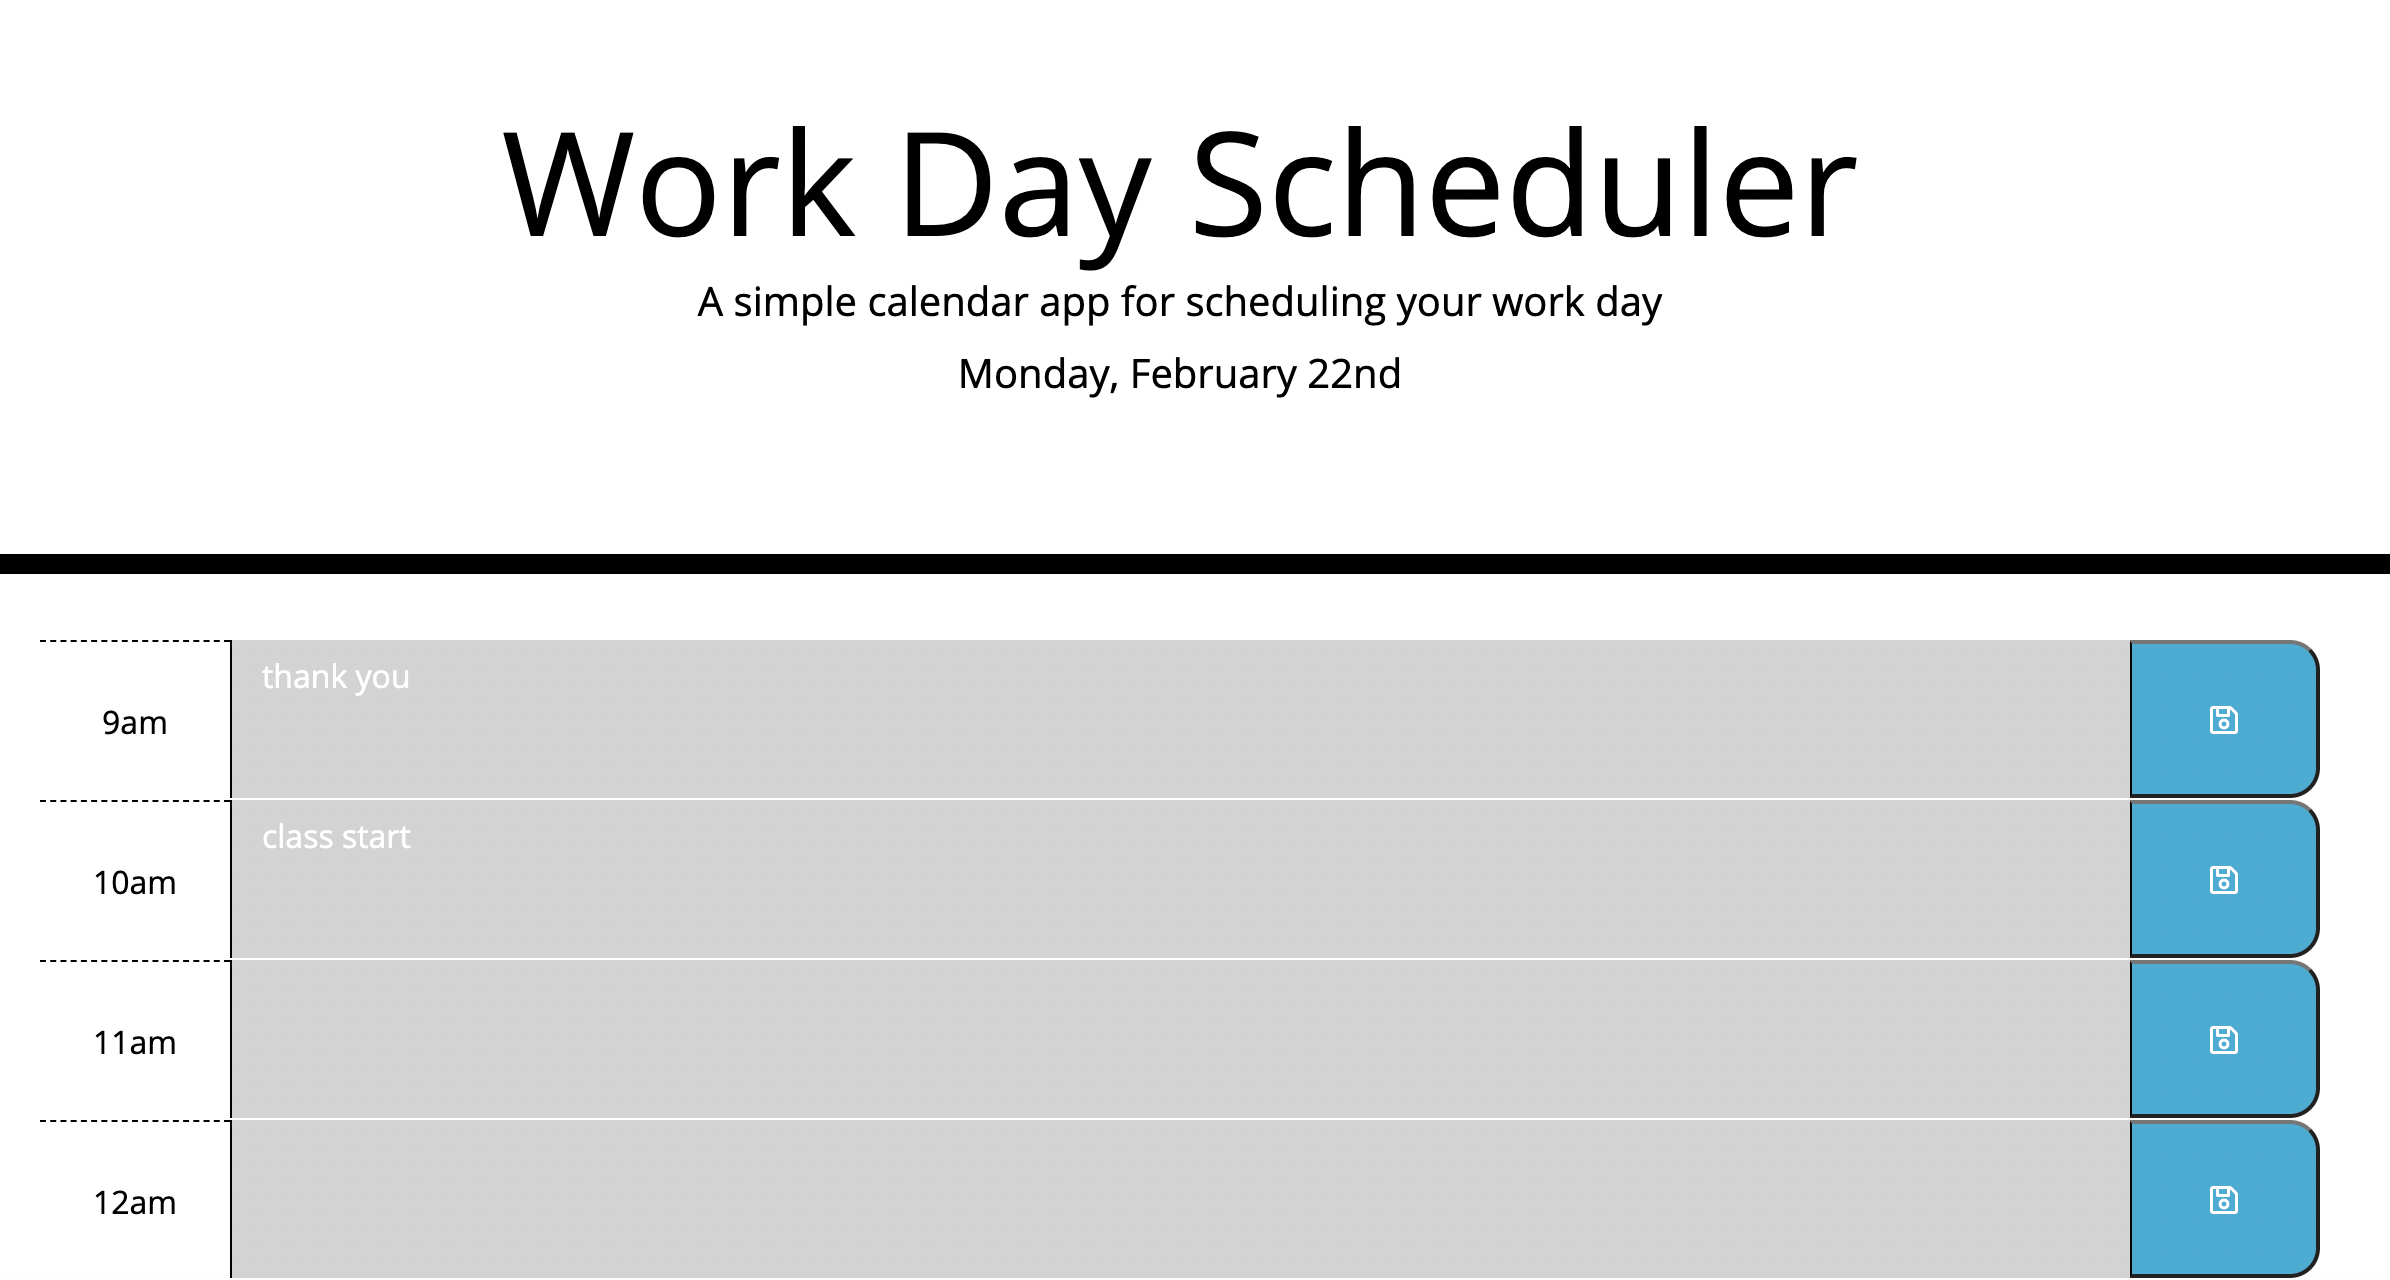 Work Day Scheduler
A simple calendar app for scheduling your work day
Monday, February 22nd
9am
thank you
10am
class start
11am
12am